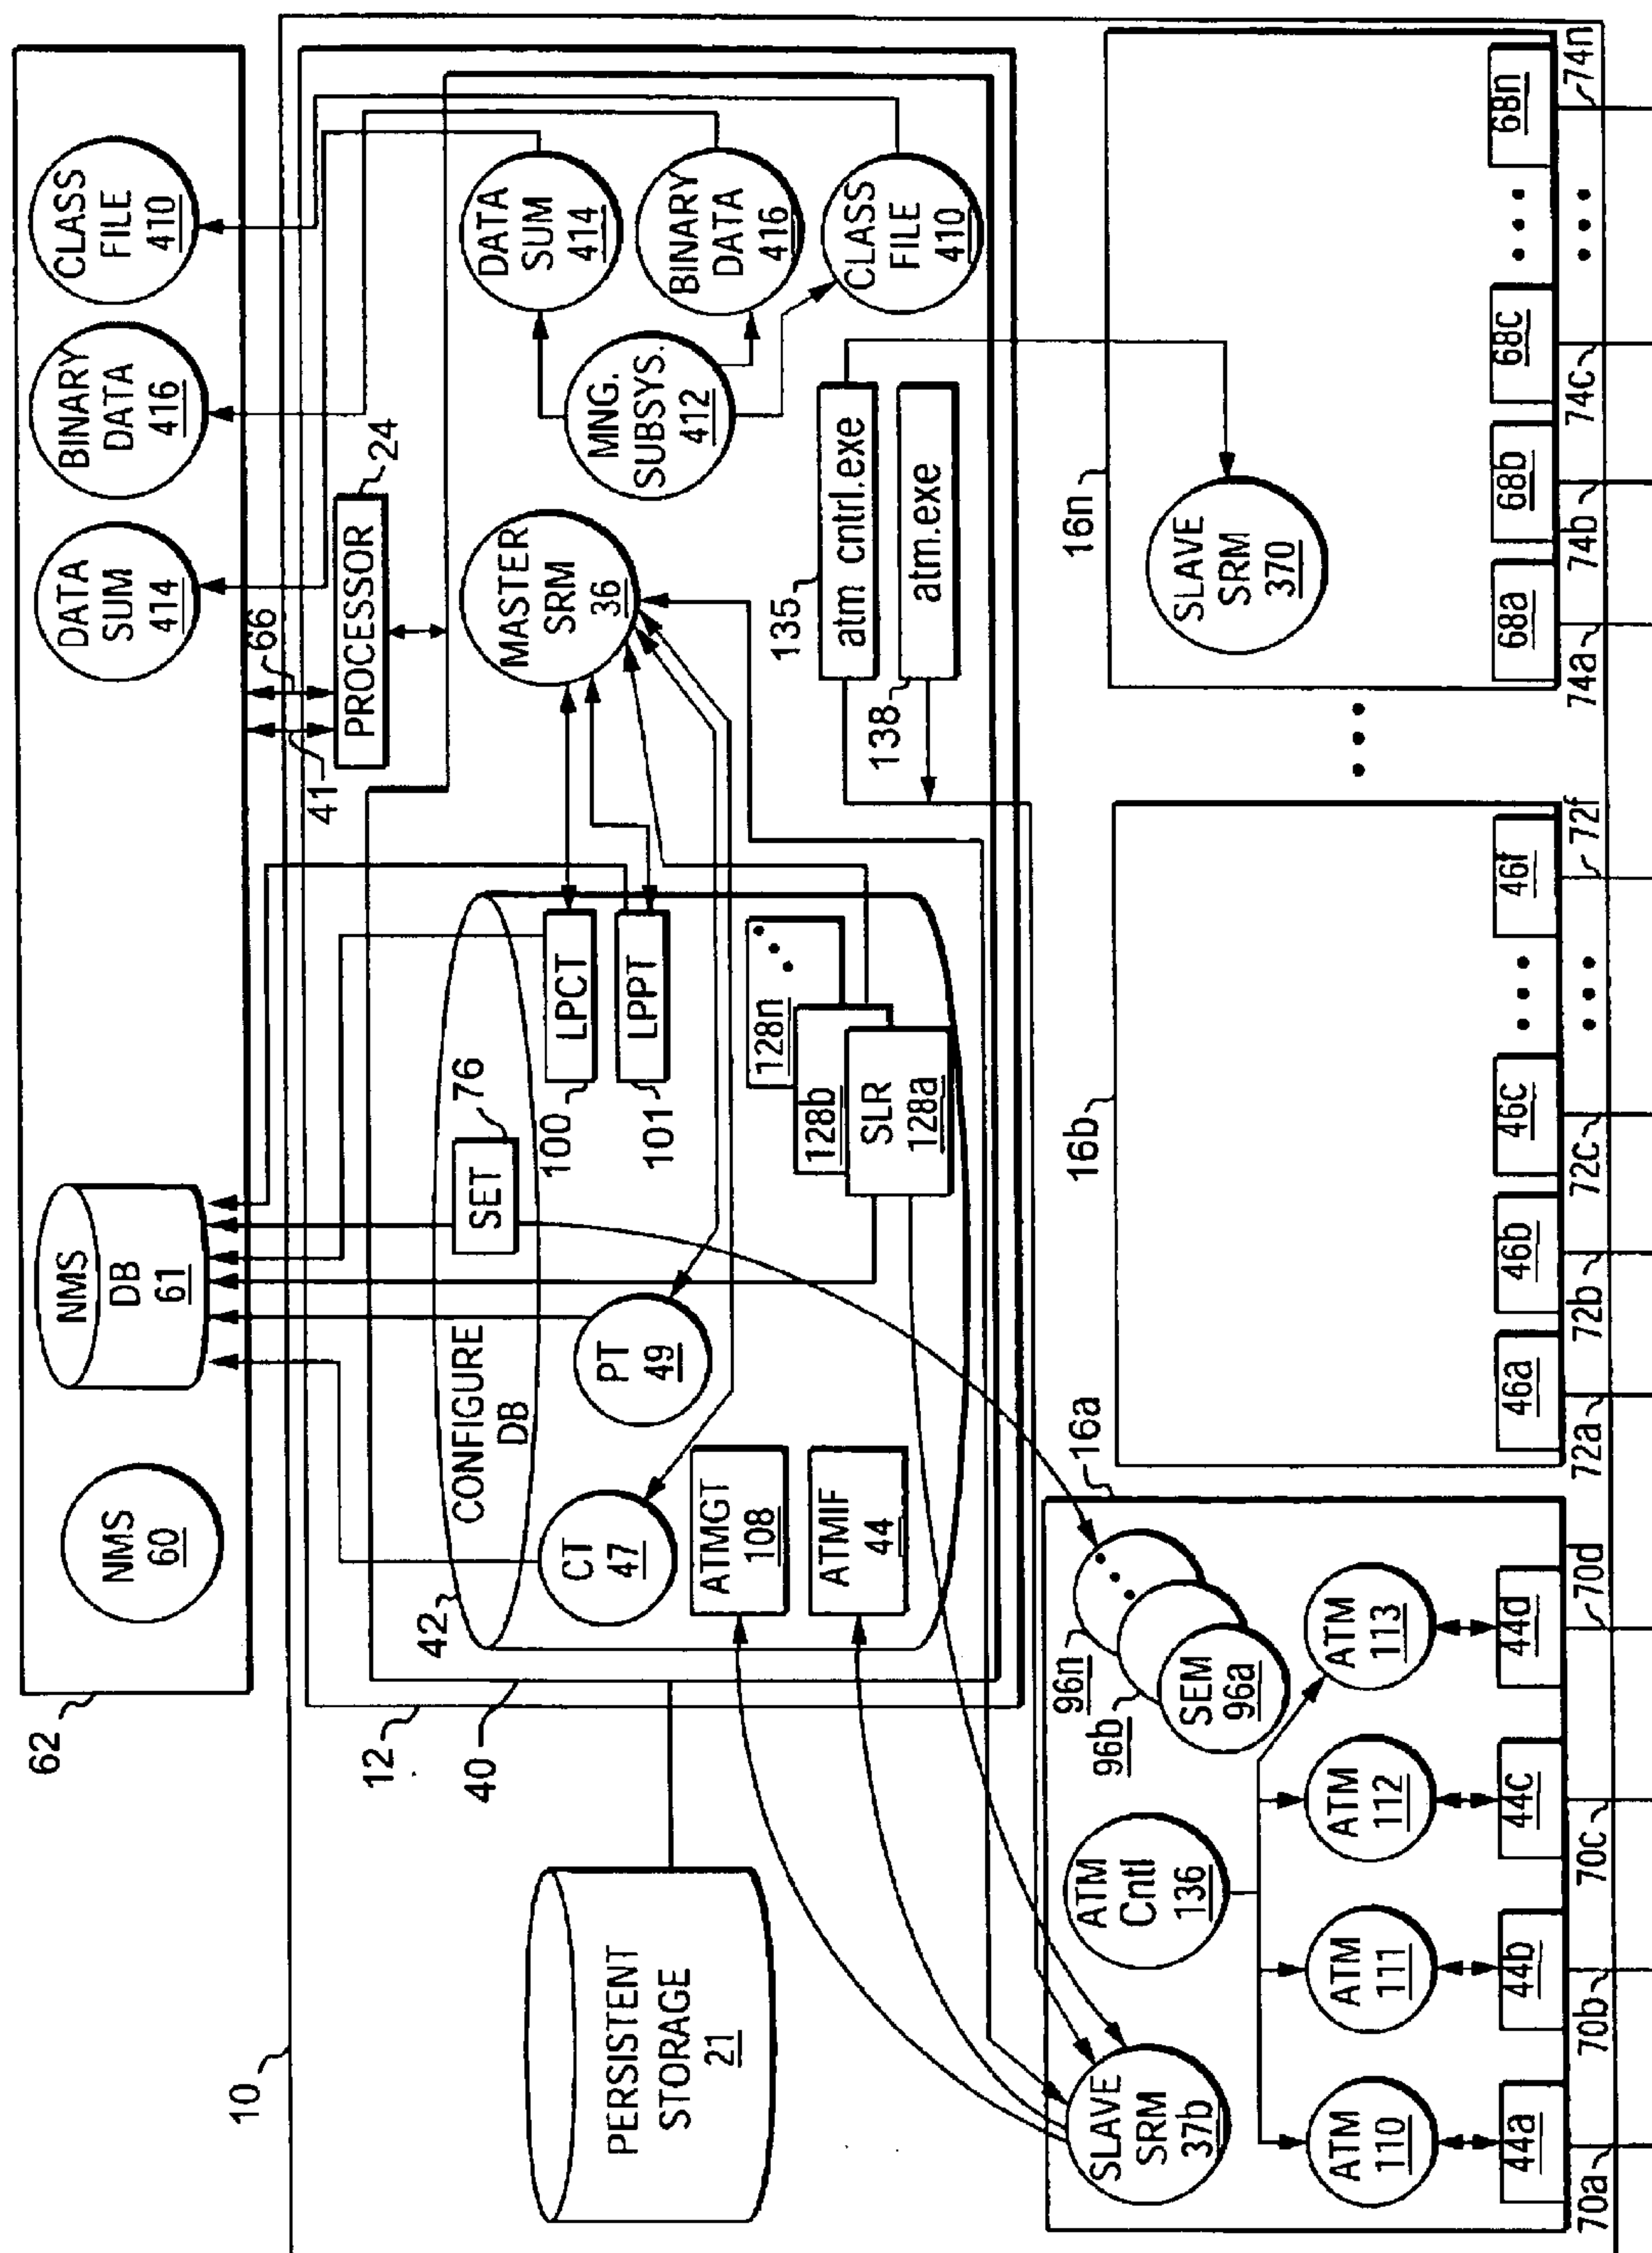 62
NMS
60
NMS
DB
61
DATA
SUM
414
BINARY
DATA
416
CLASS
FILE
410
10
12
40
41
66
PROCESSOR
24
PERSISTENT
STORAGE
21
42
CONFIGURE
DB
SET
76
CT
47
PT
49
LPCT
100
LPPT
101
ATMGT
108
ATMIF
44
128n
128b
SLR
128a
MASTER
SRM
36
MNG.
SUBSYS.
412
DATA
SUM
414
BINARY
DATA
416
CLASS
FILE
410
135
atm cntrl.exe
138
atm.exe
16a
SLAVE
SRM
37b
ATM
Cntl
136
96n
96b
SEM
96a
ATM
110
ATM
111
ATM
112
ATM
113
44a
44b
44c
44d
70a
70b
70c
70d
16b
46a
46b
46c
46f
72a
72b
72c
72f
16n
SLAVE
SRM
370
68a
68b
68c
68n
74a
74b
74c
74n